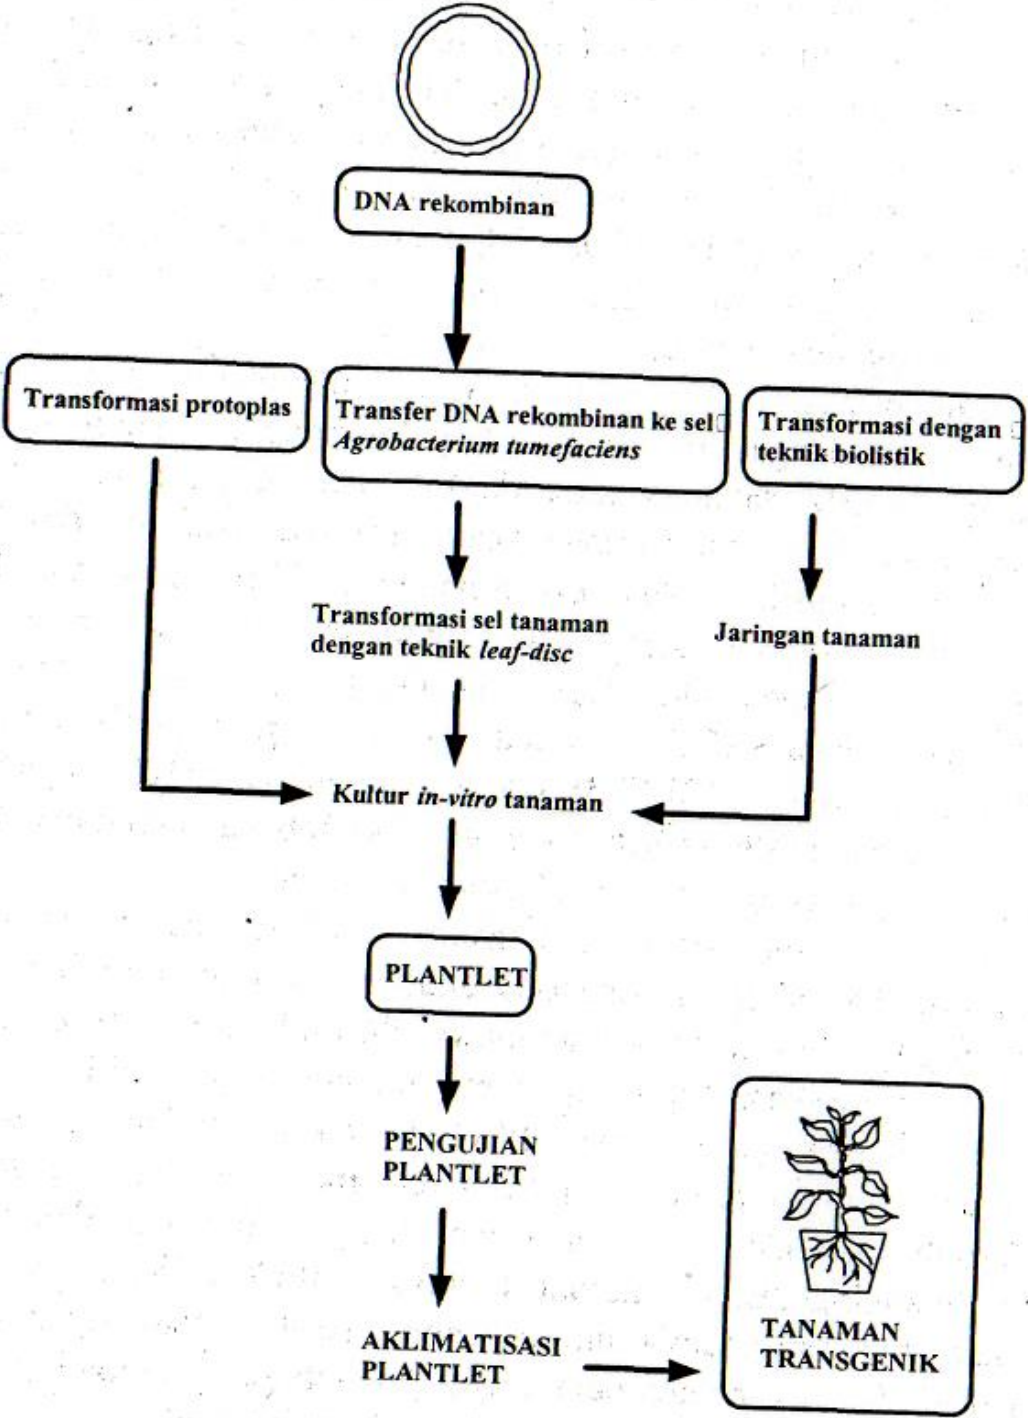 DNA rekombinan
Transformasi protoplas
Transfer DNA rekombinan ke sel
Agrobacterium tumefaciens
Transformasi dengan
teknik biolistik
Transformasi sel tanaman
dengan teknik leaf-disc
Jaringan tanaman
Kultur in-vitro tanaman
PLANTLET
PENGUJIAN
PLANTLET
AKLIMATISASI
PLANTLET
TANAMAN
TRANSGENIK